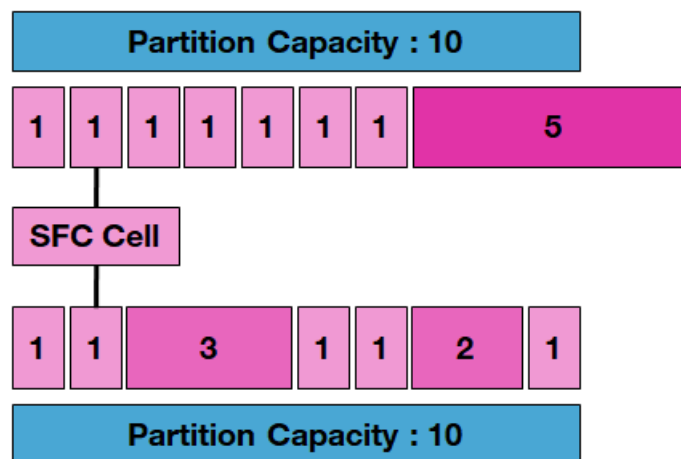 Partition Capacity : 10
1 1 1 1 1 1 1 5
SFC Cell
1 1 3 1 1 2 1
Partition Capacity : 10